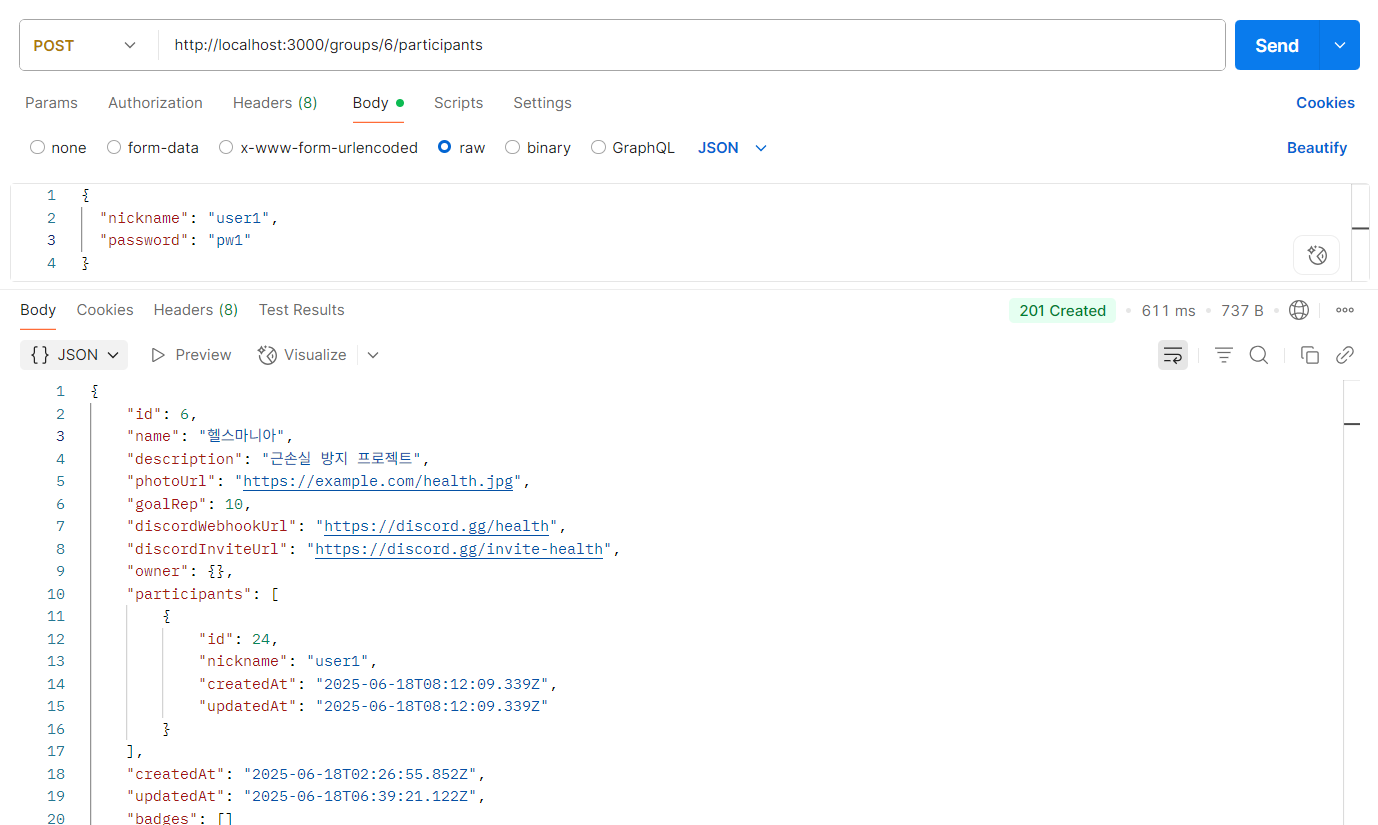 POST http://localhost:3000/groups/6/participants Send
Params Authorization Headers (8) Body Scripts Settings Cookies
none form-data x-www-form-urlencoded raw binary GraphQL JSON Beautify
1 {
2 "nickname": "user1",
3 "password": "pw1"
4 }
Body Cookies Headers (8) Test Results 201 Created 611 ms 737 B
{} JSON Preview Visualize
1 {
2 "id": 6,
3 "name": "헬스마니아",
4 "description": "근손실 방지 프로젝트",
5 "photoUrl": "https://example.com/health.jpg",
6 "goalRep": 10,
7 "discordWebhookUrl": "https://discord.gg/health",
8 "discordInviteUrl": "https://discord.gg/invite-health",
9 "owner": {},
10 "participants": [
11 {
12 "id": 24,
13 "nickname": "user1",
14 "createdAt": "2025-06-18T08:12:09.339Z",
15 "updatedAt": "2025-06-18T08:12:09.339Z"
16 }
17 ],
18 "createdAt": "2025-06-18T02:26:55.852Z",
19 "updatedAt": "2025-06-18T06:39:21.122Z",
20 "badges": []